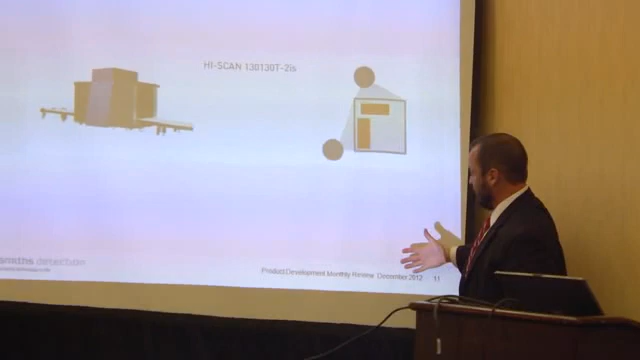 HI-SCAN 130130T-2is
smiths detection
Product Development Monthly Review December 2012 11